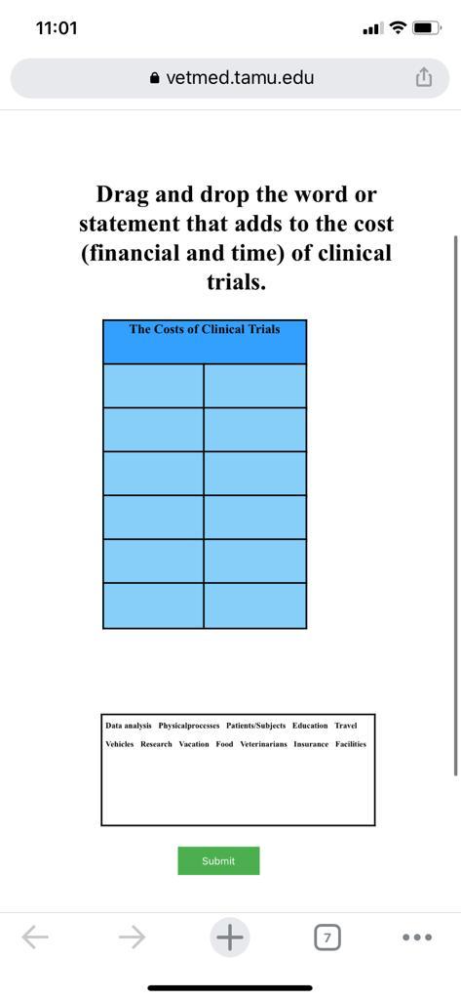 11:01
vetmed.tamu.edu
Drag and drop the word or
statement that adds to the cost
(financial and time) of clinical
trials.
The Costs of Clinical Trials
Data analysis Physicalprocesses Patients/Subjects Education Travel
Vehicles Research Vacation Food Veterinarians Insurance Facilities
Submit
7